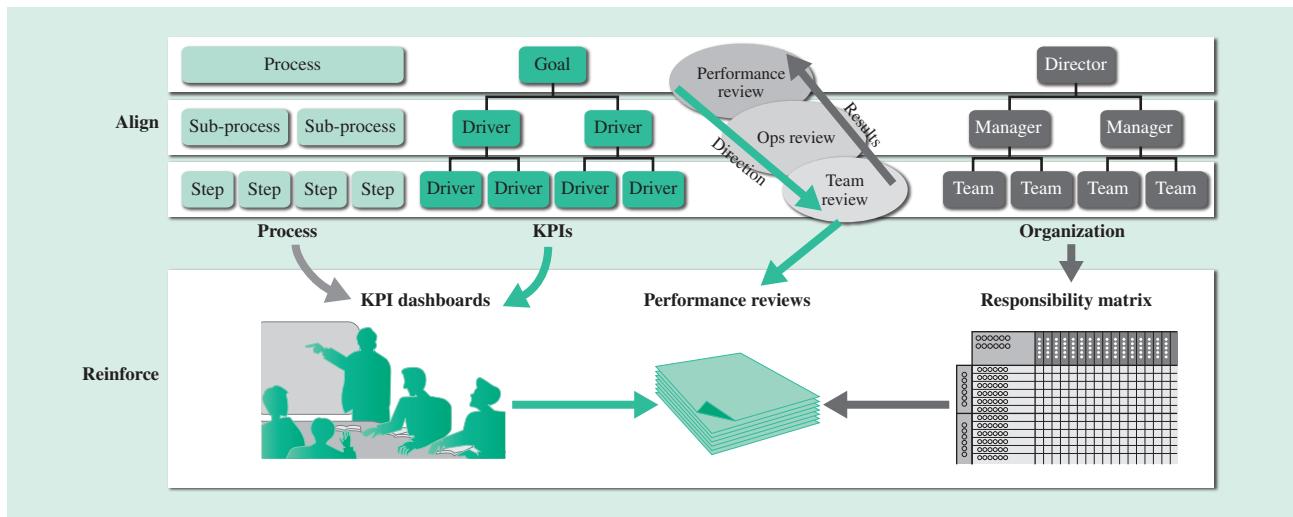 Process
Goal
Performance
review
Director
Align
Sub-process
Sub-process
Driver
Driver
Ops review
Results
Direction
Manager
Manager
Step
Step
Step
Step
Driver
Driver
Driver
Driver
Team
review
Team
Team
Team
Team
Process
KPIs
Organization
KPI dashboards
Performance reviews
Responsibility matrix
Reinforce